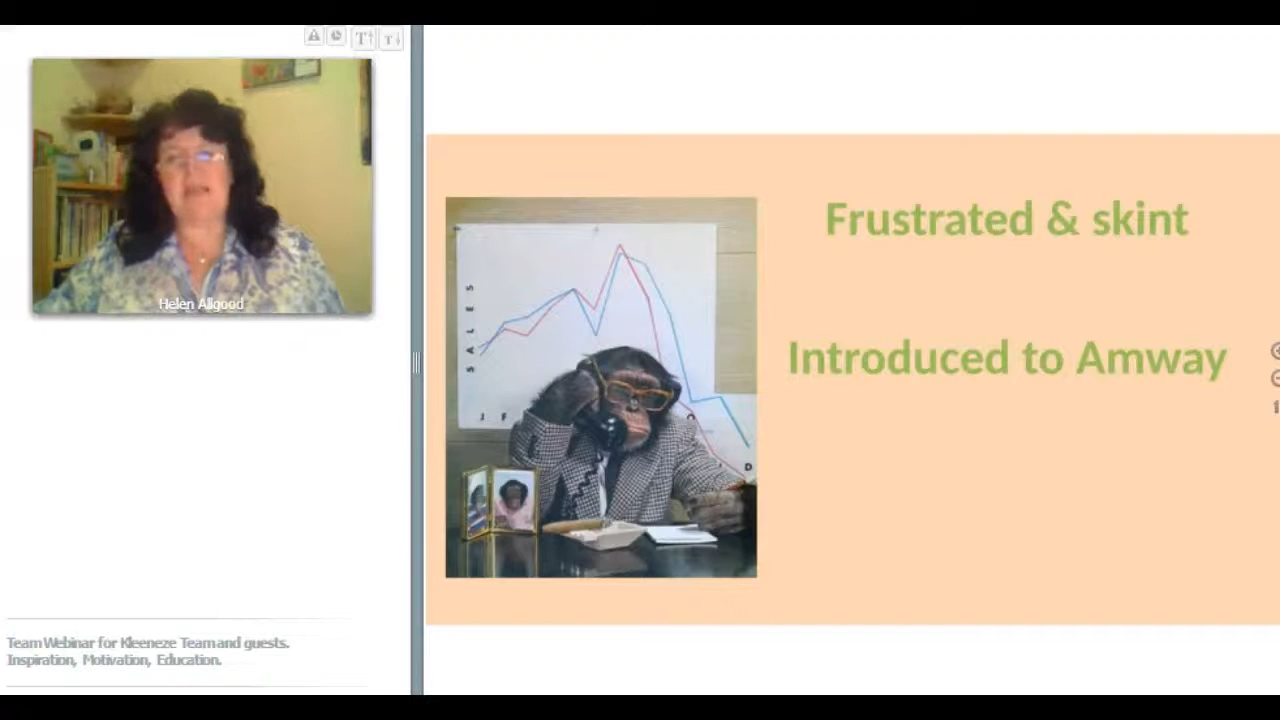 Helen Allgood
Team Webinar for Kleeneze Team and guests.
Inspiration, Motivation, Education.
Frustrated & skint
Introduced to Amway
SALES
J F
D